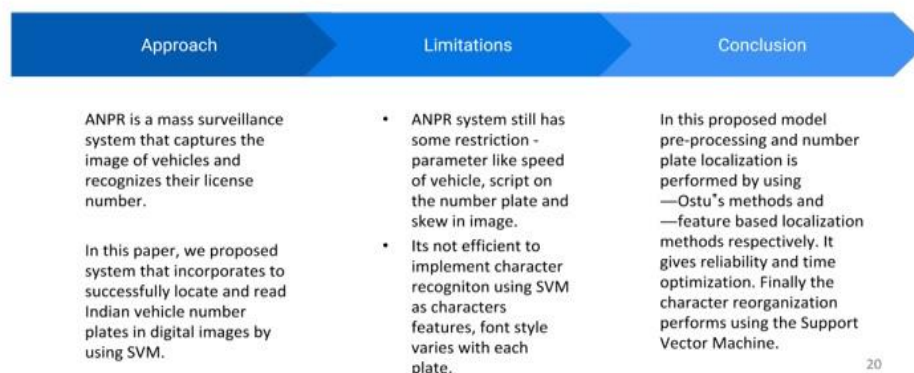 Approach
Limitations
Conclusion
ANPR is a mass surveillance
system that captures the
image of vehicles and
recognizes their license
number.
In this paper, we proposed
system that incorporates to
successfully locate and read
Indian vehicle number
plates in digital images by
using SVM.
• ANPR system still has
some restriction -
parameter like speed
of vehicle, script on
the number plate and
skew in image.
• Its not efficient to
implement character
recogniton using SVM
as characters
features, font style
varies with each
plate.
In this proposed model
pre-processing and number
plate localization is
performed by using
—Ostu‟s methods and
—feature based localization
methods respectively. It
gives reliability and time
optimization. Finally the
character reorganization
performs using the Support
Vector Machine.
20